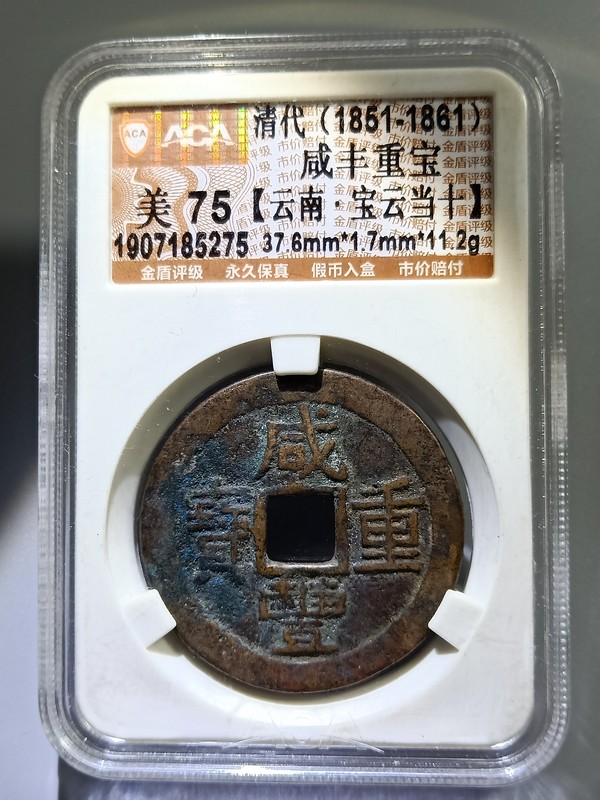 ACA ACA 清代（1851-1861）
咸丰重宝
美 75【云南·宝云当十】
1907185275 37.6mm*1.7mm*11.2g
金盾评级 永久保真 假币入盒 市价赔付
咸
寳 重
豐